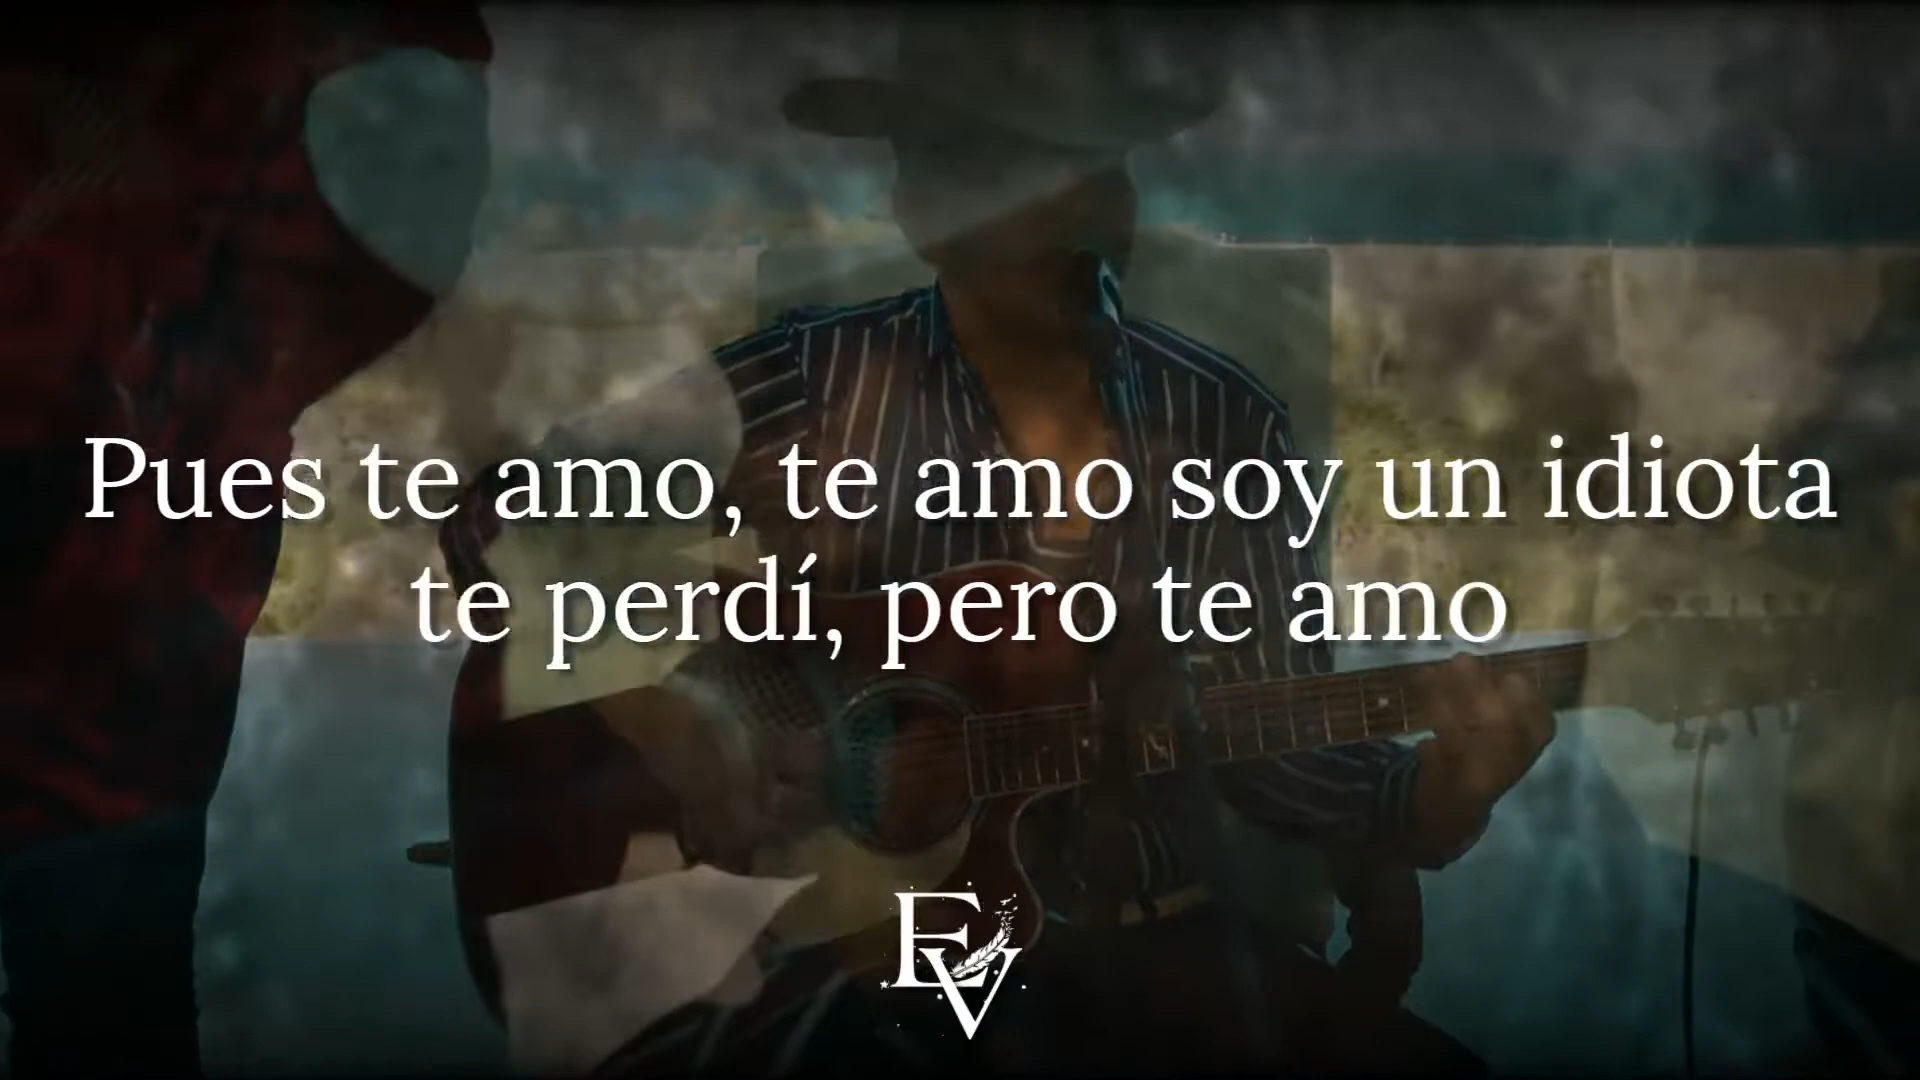 Pues te amo, te amo soy un idiota
te perdí, pero te amo
EV